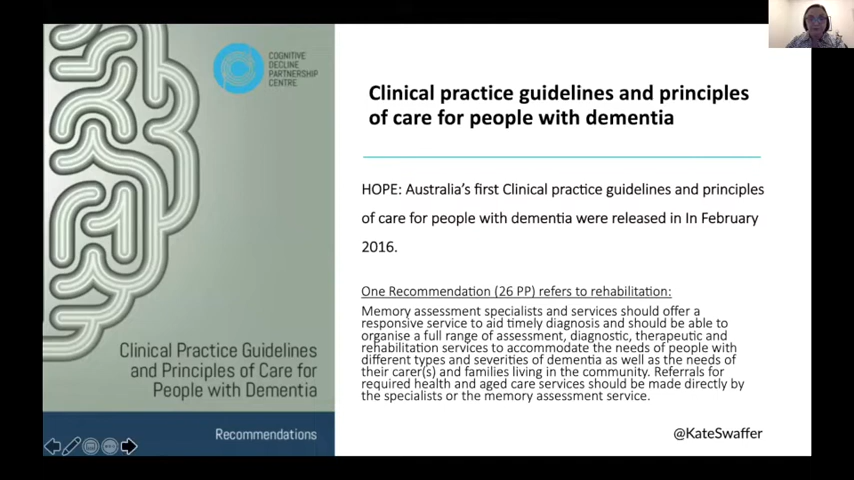 COGNITIVE
DECLINE
PARTNERSHIP
CENTRE
Clinical Practice Guidelines
and Principles of Care for
People with Dementia
Recommendations
Clinical practice guidelines and principles
of care for people with dementia
HOPE: Australia’s first Clinical practice guidelines and principles
of care for people with dementia were released in In February
2016.
One Recommendation (26 PP) refers to rehabilitation:
Memory assessment specialists and services should offer a
responsive service to aid timely diagnosis and should be able to
organise a full range of assessment, diagnostic, therapeutic and
rehabilitation services to accommodate the needs of people with
different types and severities of dementia as well as the needs of
their carer(s) and families living in the community. Referrals for
required health and aged care services should be made directly by
the specialists or the memory assessment service.
@KateSwaffer